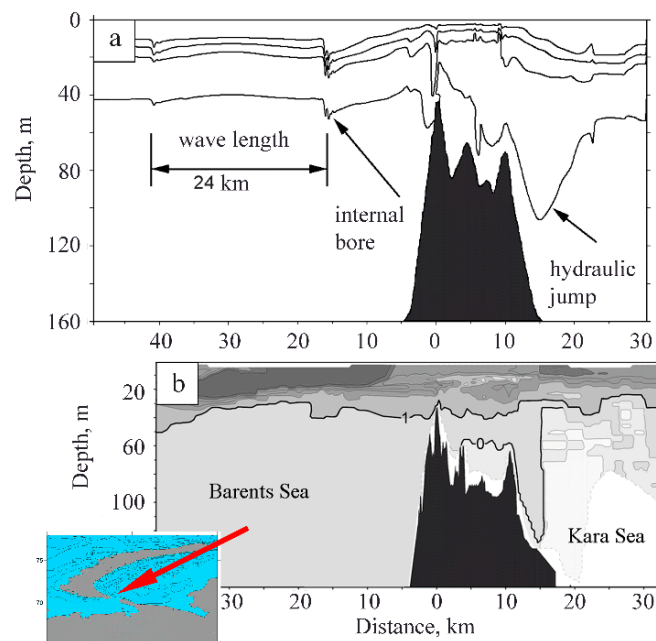 a
0
40
80
120
160
Depth, m
wave length
24 km
internal
bore
hydraulic
jump
50 40 30 20 10 0 10 20 30
b
20
60
100
Depth, m
1
0
Barents Sea
Kara Sea
75
70
30 20 10 0 10 20 30
Distance, km